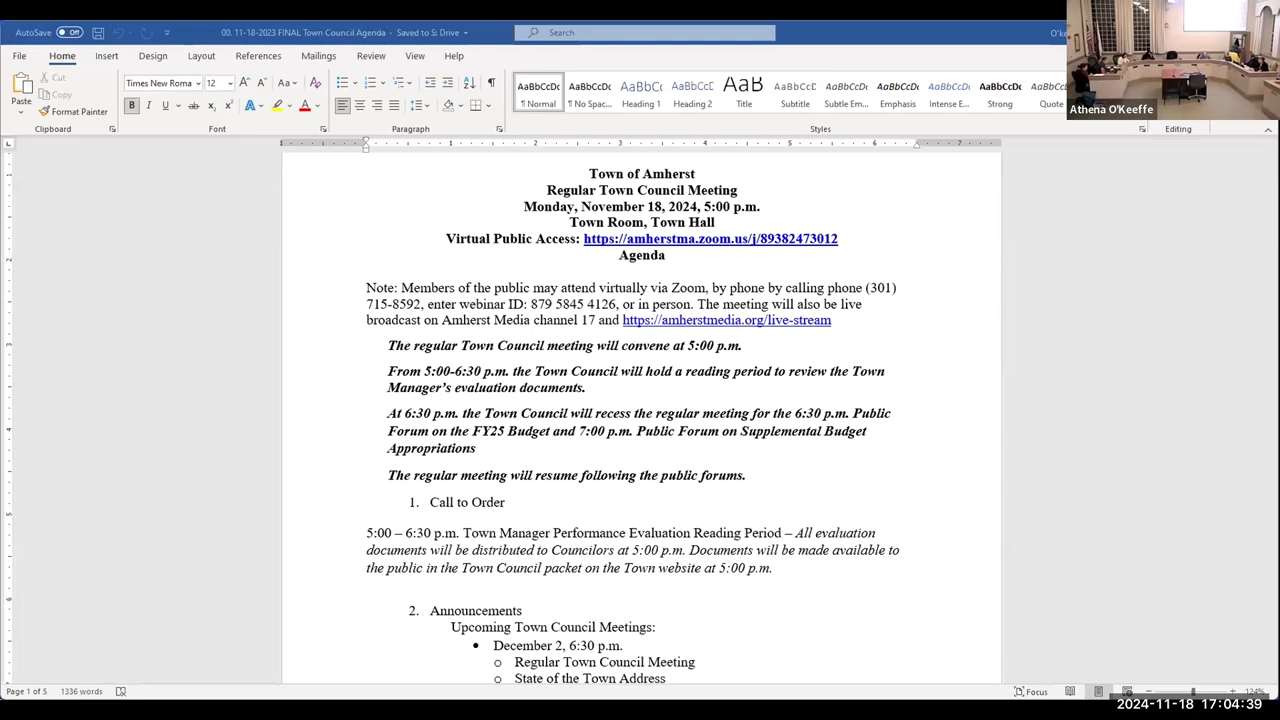 AutoSave Off 00. 11-18-2023 FINAL Town Council Agenda - Saved to S: Drive Search O'ke
File Home Insert Design Layout References Mailings Review View Help
Paste Cut Copy Format Painter
Times New Roma 12
Clipboard Font Paragraph Styles Editing
AaBbCcDc AaBbCcDc AaBbCc AaBbCcC AaB AaBbCcD AaBbCcDc AaBbCcDc AaBbCcDc AaBbCcDc
¶ Normal ¶ No Spac... Heading 1 Heading 2 Title Subtitle Subtle Em... Emphasis Intense E... Strong Quote
Athena O'Keeffe
Town of Amherst
Regular Town Council Meeting
Monday, November 18, 2024, 5:00 p.m.
Town Room, Town Hall
Virtual Public Access: https://amherstma.zoom.us/j/89382473012
Agenda
Note: Members of the public may attend virtually via Zoom, by phone by calling phone (301)
715-8592, enter webinar ID: 879 5845 4126, or in person. The meeting will also be live
broadcast on Amherst Media channel 17 and https://amherstmedia.org/live-stream
The regular Town Council meeting will convene at 5:00 p.m.
From 5:00-6:30 p.m. the Town Council will hold a reading period to review the Town
Manager's evaluation documents.
At 6:30 p.m. the Town Council will recess the regular meeting for the 6:30 p.m. Public
Forum on the FY25 Budget and 7:00 p.m. Public Forum on Supplemental Budget
Appropriations
The regular meeting will resume following the public forums.
1. Call to Order
5:00 – 6:30 p.m. Town Manager Performance Evaluation Reading Period – All evaluation
documents will be distributed to Councilors at 5:00 p.m. Documents will be made available to
the public in the Town Council packet on the Town website at 5:00 p.m.
2. Announcements
Upcoming Town Council Meetings:
• December 2, 6:30 p.m.
o Regular Town Council Meeting
o State of the Town Address
Page 1 of 5 1336 words Focus 124%
2024-11-18 17:04:39